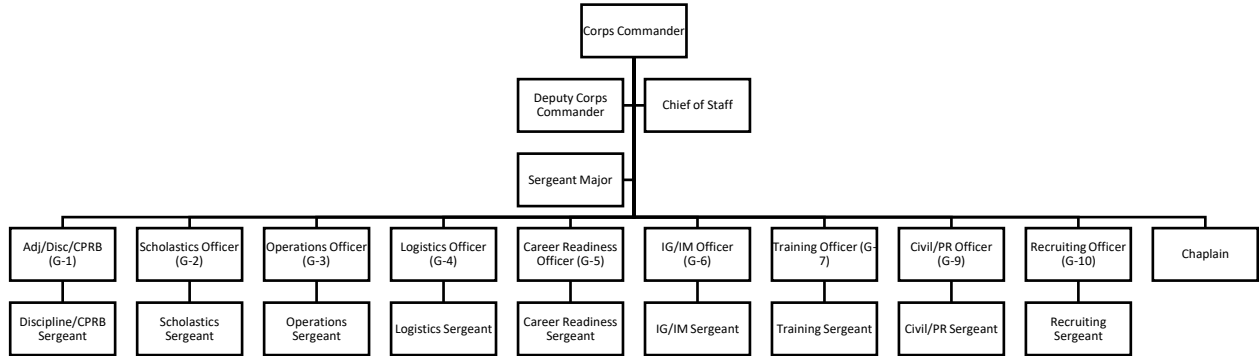 Corps Commander
Deputy Corps
Commander
Chief of Staff
Sergeant Major
Adj/Disc/CPRB
(G-1)
Scholastics Officer
(G-2)
Operations Officer
(G-3)
Logistics Officer
(G-4)
Career Readiness
Officer (G-5)
IG/IM Officer
(G-6)
Training Officer (G-
7)
Civil/PR Officer
(G-9)
Recruiting Officer
(G-10)
Chaplain
Discipline/CPRB
Sergeant
Scholastics
Sergeant
Operations
Sergeant
Logistics Sergeant
Career Readiness
Sergeant
IG/IM Sergeant
Training Sergeant
Civil/PR Sergeant
Recruiting
Sergeant